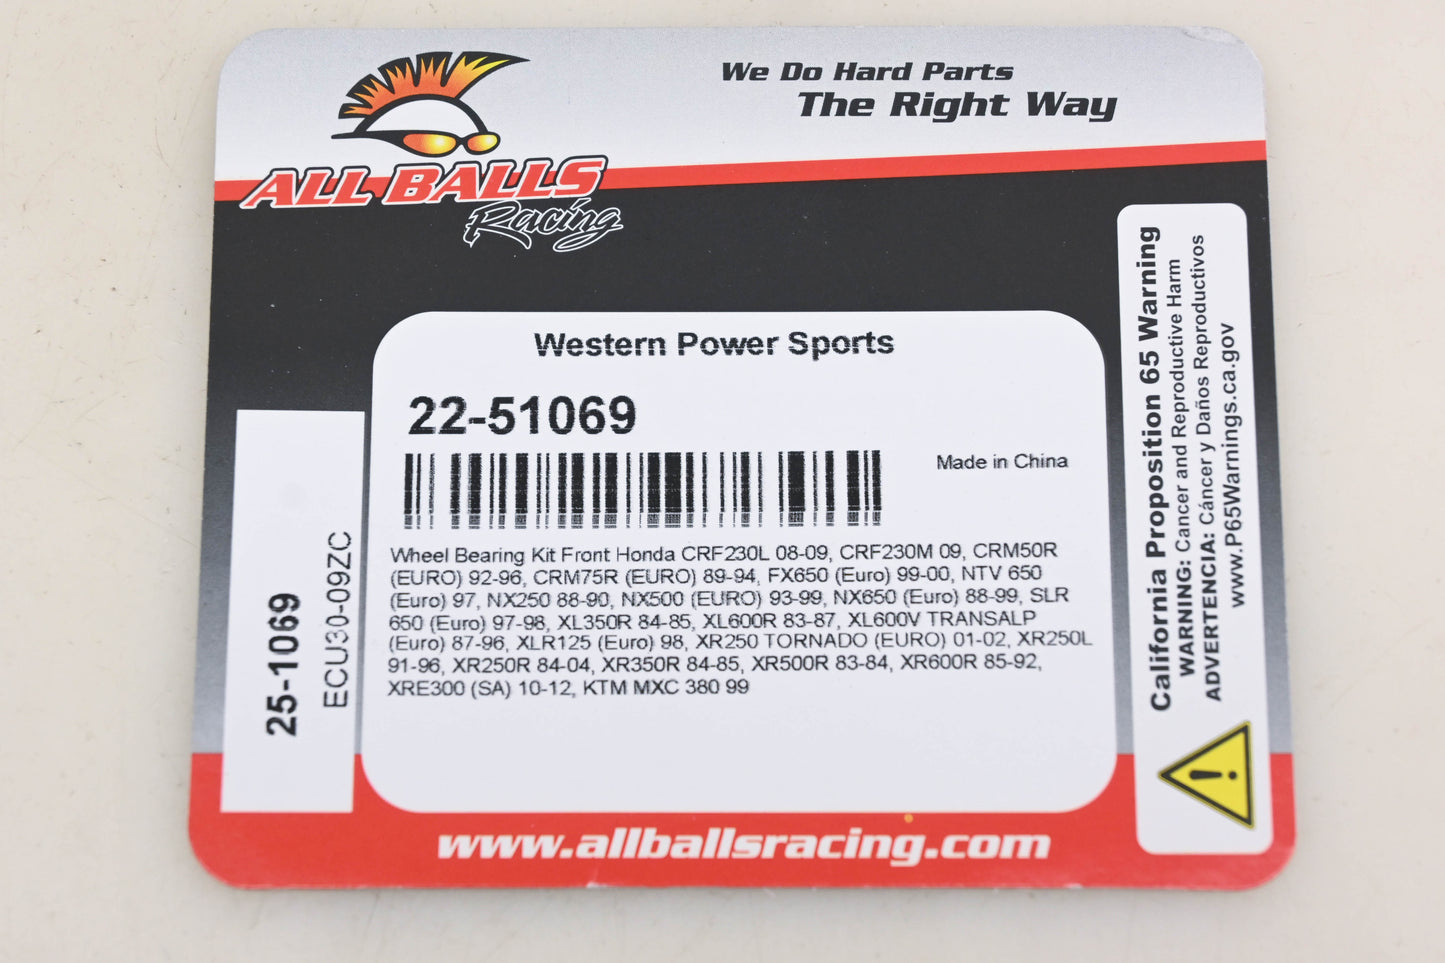 We Do Hard Parts
The Right Way
ALL BALLS
Racing
Western Power Sports
22-51069
Made in China
Wheel Bearing Kit Front Honda CRF230L 08-09, CRF230M 09, CRM50R
(EURO) 92-96, CRM75R (EURO) 89-94, FX650 (Euro) 99-00, NTV 650
(Euro) 97, NX250 88-90, NX500 (EURO) 93-99, NX650 (Euro) 88-99, SLR
650 (Euro) 97-98, XL350R 84-85, XL600R 83-87, XL600V TRANSALP
(Euro) 87-96, XLR125 (Euro) 98, XR250 TORNADO (EURO) 01-02, XR250L
91-96, XR250R 84-04, XR350R 84-85, XR500R 83-84, XR600R 85-92,
XRE300 (SA) 10-12, KTM MXC 380 99
25-1069
ECU30-09ZC
California Proposition 65 Warning
WARNING: Cancer and Reproductive Harm
ADVERTENCIA: Cáncer y Daños Reproductivos
www.P65Warnings.ca.gov
www.allballsracing.com